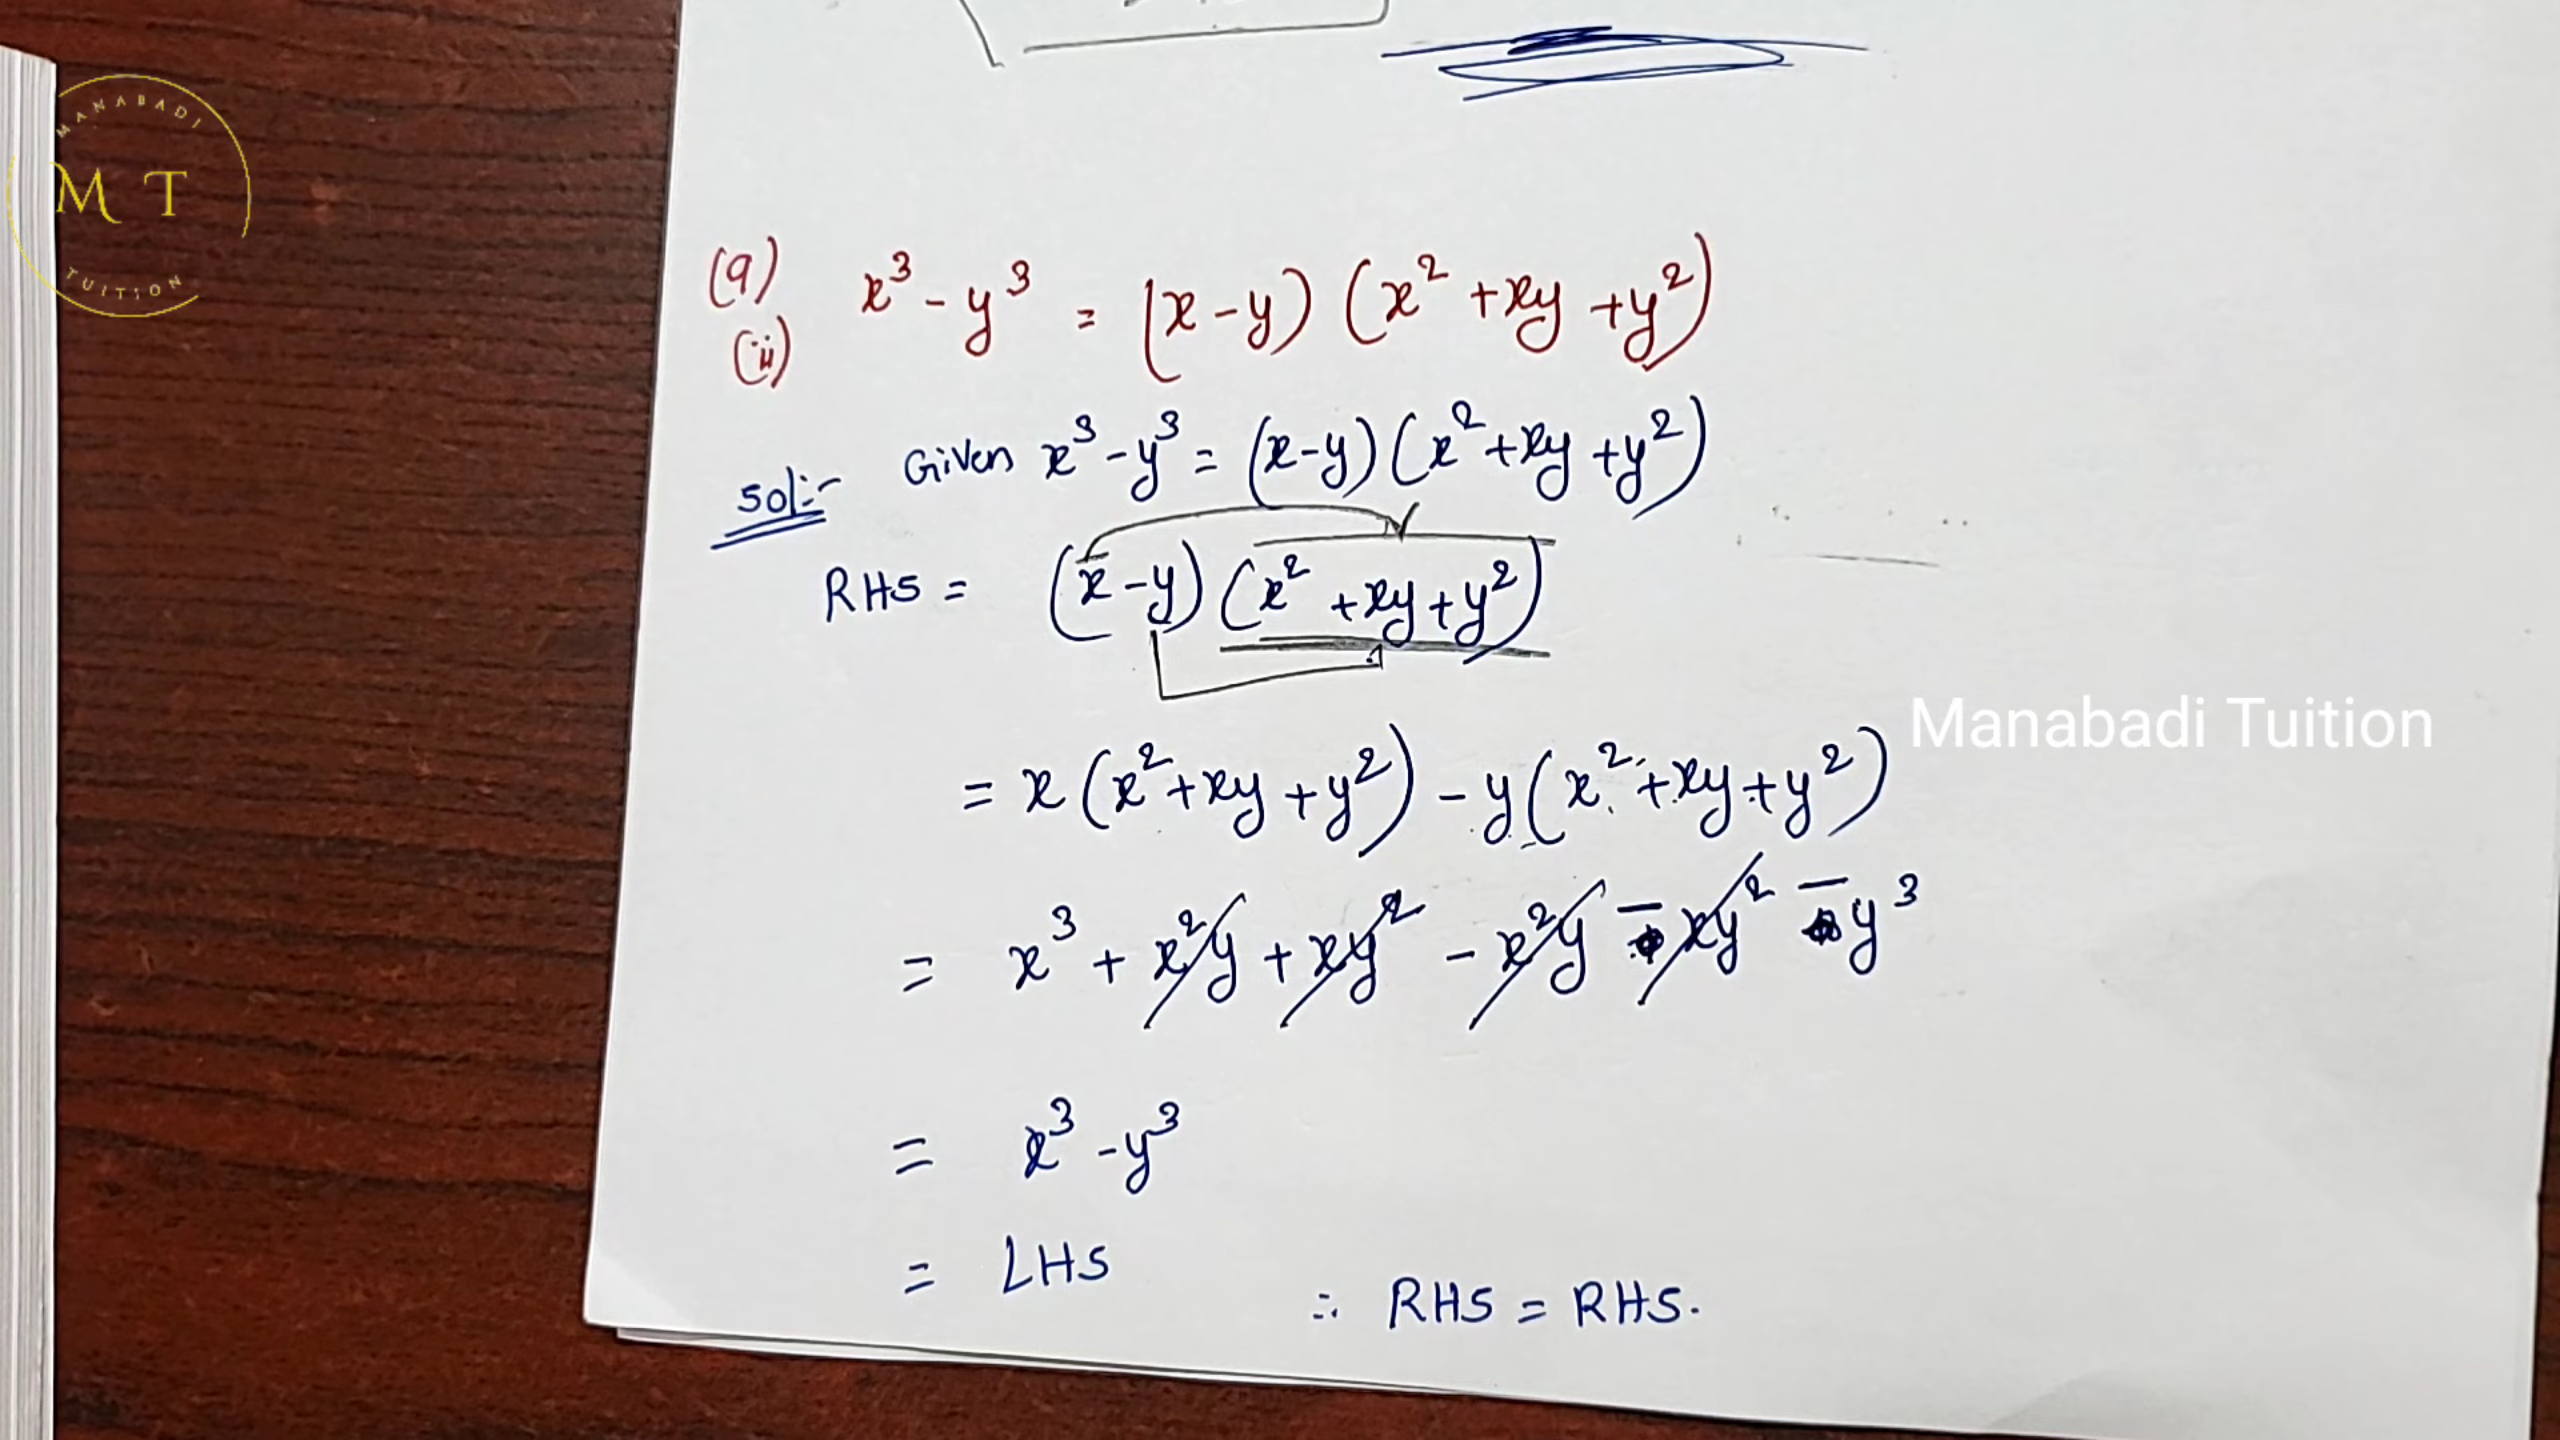 MANABADI
M T
TUITION
(9) x³ - y³ = (x-y) (x² + xy + y²)
(ii)
Sol:- Given x³ - y³ = (x-y) (x² + xy + y²)
RHS = (x-y) (x² + xy + y²)
= x (x² + xy + y²) - y (x² + xy + y²)
Manabadi Tuition
= x³ + x²y + xy² - x²y - xy² - y³
= x³ - y³
= LHS
∴ RHS = RHS.